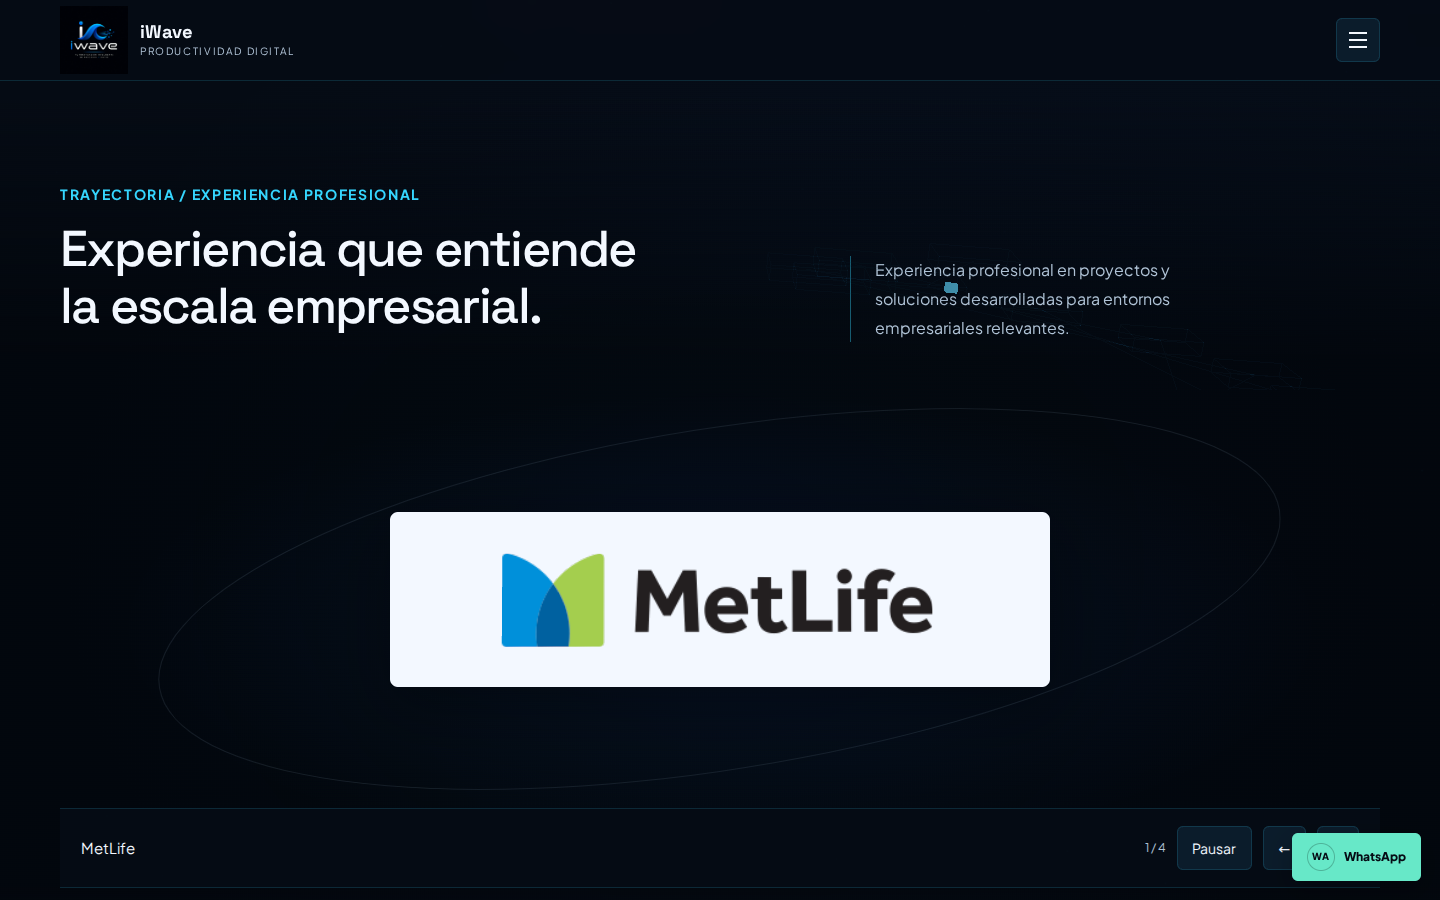 iwave
iWave
PRODUCTIVIDAD DIGITAL
TRAYECTORIA / EXPERIENCIA PROFESIONAL
Experiencia que entiende
la escala empresarial.
Experiencia profesional en proyectos y
soluciones desarrolladas para entornos
empresariales relevantes.
MetLife
MetLife
1/4
Pausar
←
WA
WhatsApp